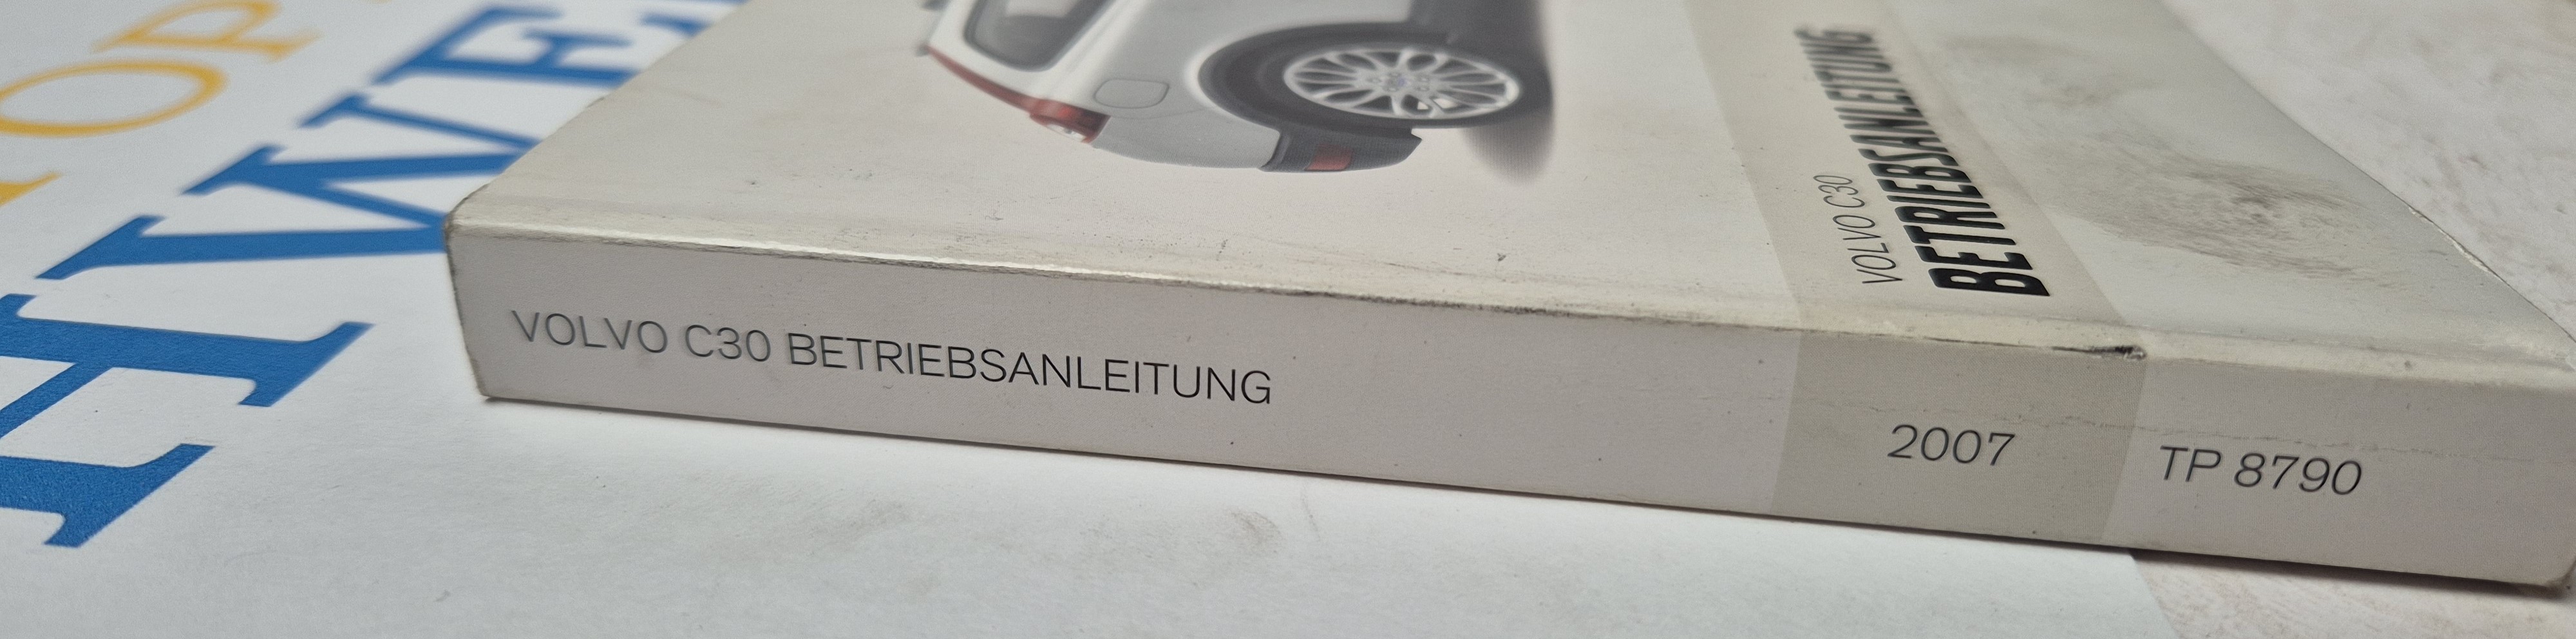 VOLVO C30
BETRIEBSANLEITUNG
VOLVO C30 BETRIEBSANLEITUNG
2007
TP 8790